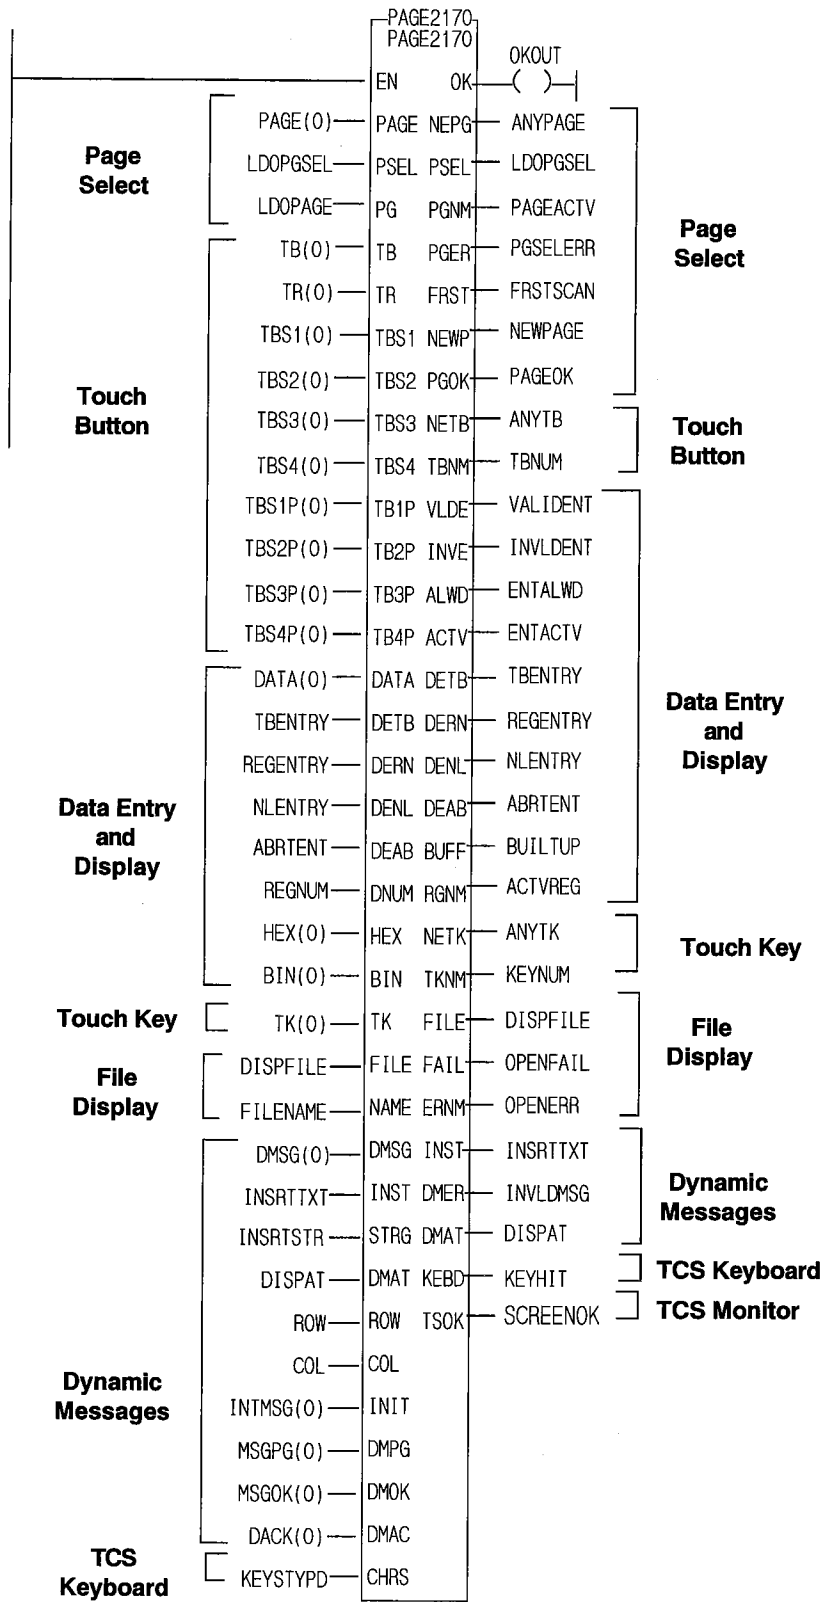 PAGE2170
PAGE2170
OKOUT
EN OK ( )
PAGE(0) PAGE NEPG ANYPAGE
LDOPGSEL PSEL PSEL LDOPGSEL
LDOPAGE PG PGNM PAGEACTV
Page
Select
TB(0) TB PGER PGSELERR
TR(0) TR FRST FRSTSCAN
TBS1(0) TBS1 NEWP NEWPAGE
TBS2(0) TBS2 PGOK PAGEOK
Page
Select
TBS3(0) TBS3 NETB ANYTB
TBS4(0) TBS4 TBNM TBNUM
Touch
Button
Touch
Button
TBS1P(0) TB1P VLDE VALIDENT
TBS2P(0) TB2P INVE INVLDENT
TBS3P(0) TB3P ALWD ENTALWD
TBS4P(0) TB4P ACTV ENTACTV
DATA(0) DATA DETB TBENTRY
TBENTRY DETB DERN REGENTRY
REGENTRY DERN DENL NLENTRY
NLENTRY DENL DEAB ABRTENT
ABRTENT DEAB BUFF BUILTUP
REGNUM DNUM RGNM ACTVREG
Data Entry
and
Display
Data Entry
and
Display
HEX(0) HEX NETK ANYTK
BIN(0) BIN TKNM KEYNUM
Touch Key
Touch Key
TK(0) TK FILE DISPFILE
DISPFILE FILE FAIL OPENFAIL
FILENAME NAME ERNM OPENERR
File
Display
File
Display
DMSG(0) DMSG INST INSRTTXT
INSRTTXT INST DMER INVLDMSG
INSRTSTR STRG DMAT DISPAT
Dynamic
Messages
DISPAT DMAT KEBD KEYHIT
TCS Keyboard
ROW ROW TSOK SCREENOK
TCS Monitor
COL COL
INTMSG(0) INIT
MSGPG(0) DMPG
MSGOK(0) DMOK
DACK(0) DMAC
Dynamic
Messages
KEYSTYPD CHRS
TCS
Keyboard